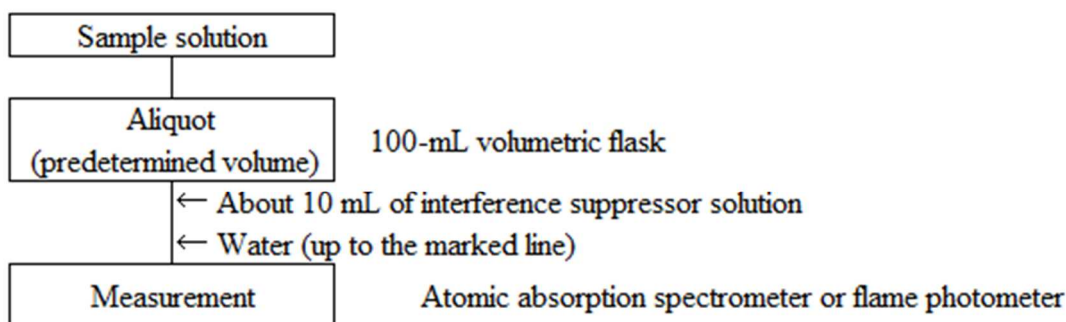 Sample solution
Aliquot
(predetermined volume)
100-mL volumetric flask
← About 10 mL of interference suppressor solution
← Water (up to the marked line)
Measurement
Atomic absorption spectrometer or flame photometer